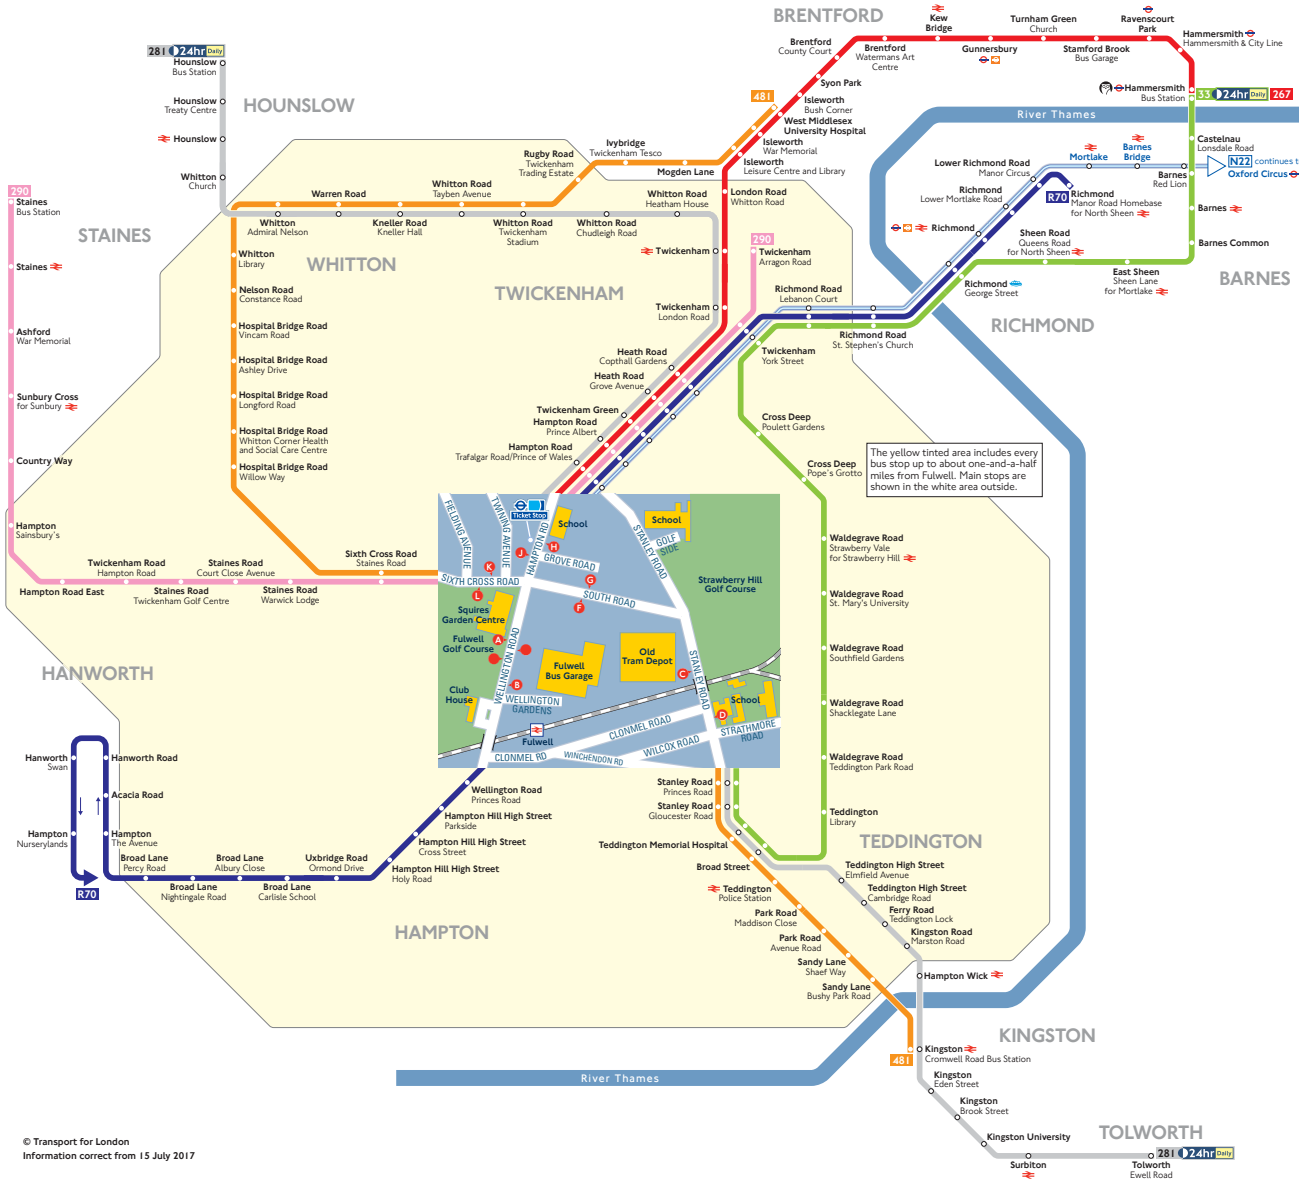 BRENTFORD
Kew
Bridge
Turnham Green
Church
Ravenscourt
Park
Brentford
County Court
Brentford
Watermans Art
Centre
Gunnersbury
Stamford Brook
Bus Garage
Hammersmith
Hammersmith & City Line
281 24hr Daily
Hounslow
Bus Station
Hounslow
Treaty Centre
Hounslow
Whitton
Church
HOUNSLOW
Syon Park
481
Isleworth
Bush Corner
West Middlesex
University Hospital
Isleworth
War Memorial
Isleworth
Leisure Centre and Library
Hammersmith
Bus Station
33 24hr Daily 267
River Thames
Castelnau
Lonsdale Road
Mortlake
Barnes
Bridge
N22 continues t
Oxford Circus
Barnes
Red Lion
Barnes
Barnes Common
BARNES
Lower Richmond Road
Manor Circus
Richmond
Lower Mortlake Road
R70
Richmond
Manor Road Homebase
for North Sheen
Richmond
Sheen Road
Queens Road
for North Sheen
East Sheen
Sheen Lane
for Mortlake
Richmond
George Street
RICHMOND
Rugby Road
Twickenham
Trading Estate
Ivybridge
Twickenham Tesco
Mogden Lane
Warren Road
Whitton Road
Tayben Avenue
Whitton Road
Heatham House
London Road
Whitton Road
Whitton
Admiral Nelson
Kneller Road
Kneller Hall
Whitton Road
Twickenham
Stadium
Whitton Road
Chudleigh Road
290
Staines
Bus Station
STAINES
Staines
Ashford
War Memorial
Sunbury Cross
for Sunbury
Country Way
Hampton
Sainsbury's
Hampton Road East
WHITTON
TWICKENHAM
Whitton
Library
Nelson Road
Constance Road
Hospital Bridge Road
Vincam Road
Hospital Bridge Road
Ashley Drive
Hospital Bridge Road
Longford Road
Hospital Bridge Road
Whitton Corner Health
and Social Care Centre
Hospital Bridge Road
Willow Way
Twickenham
290
Twickenham
Arragon Road
Twickenham
London Road
Richmond Road
Lebanon Court
Richmond Road
St. Stephen's Church
Twickenham
York Street
Heath Road
Copthall Gardens
Heath Road
Grove Avenue
Twickenham Green
Hampton Road
Prince Albert
Hampton Road
Trafalgar Road/Prince of Wales
Cross Deep
Poulett Gardens
Cross Deep
Pope's Grotto
The yellow tinted area includes every
bus stop up to about one-and-a-half
miles from Fulwell. Main stops are
shown in the white area outside.
Twickenham Road
Hampton Road
Staines Road
Twickenham Golf Centre
Staines Road
Court Close Avenue
Staines Road
Warwick Lodge
Sixth Cross Road
Staines Road
FIELDING AVENUE
TWINING AVENUE
Ticket Stop
HAMPTON RD
School
School
GOLF
SIDE
STANLEY ROAD
J
H
K
GROVE ROAD
G
SIXTH CROSS ROAD
L
SOUTH ROAD
F
Strawberry Hill
Golf Course
Squires
Garden Centre
A
Fulwell
Golf Course
WELLINGTON ROAD
Fulwell
Bus Garage
Old
Tram Depot
C
STANLEY ROAD
B
Club
House
WELLINGTON
GARDENS
School
D
Fulwell
CLONMEL ROAD
CLONMEL RD
WINCHENDON RD
WILCOX ROAD
STRATHMORE
ROAD
Waldegrave Road
Strawberry Vale
for Strawberry Hill
Waldegrave Road
St. Mary's University
Waldegrave Road
Southfield Gardens
Waldegrave Road
Shacklegate Lane
Waldegrave Road
Teddington Park Road
Teddington
Library
TEDDINGTON
HANWORTH
Hanworth
Swan
Hanworth Road
Acacia Road
Hampton
Nurserylands
Hampton
The Avenue
R70
Broad Lane
Percy Road
Broad Lane
Nightingale Road
Broad Lane
Albury Close
Broad Lane
Carlisle School
Uxbridge Road
Ormond Drive
Wellington Road
Princes Road
Hampton Hill High Street
Parkside
Hampton Hill High Street
Cross Street
Hampton Hill High Street
Holy Road
HAMPTON
Stanley Road
Princes Road
Stanley Road
Gloucester Road
Teddington Memorial Hospital
Broad Street
Teddington
Police Station
Park Road
Maddison Close
Park Road
Avenue Road
Sandy Lane
Shaef Way
Sandy Lane
Bushy Park Road
Teddington High Street
Elmfield Avenue
Teddington High Street
Cambridge Road
Ferry Road
Teddington Lock
Kingston Road
Marston Road
Hampton Wick
KINGSTON
481
Kingston
Cromwell Road Bus Station
Kingston
Eden Street
Kingston
Brook Street
Kingston University
Surbiton
TOLWORTH
281 24hr Daily
Tolworth
Ewell Road
River Thames
© Transport for London
Information correct from 15 July 2017